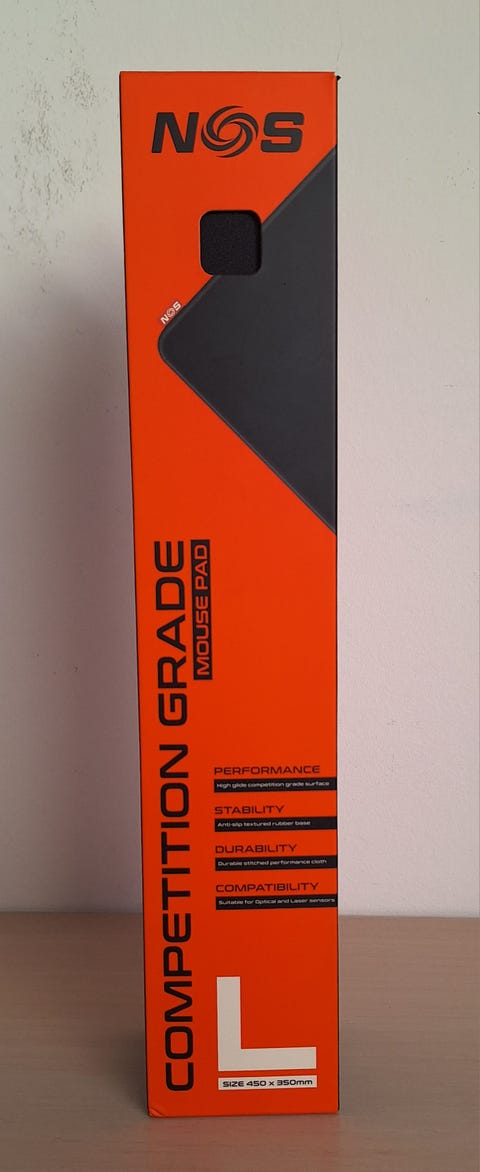 NOS
NOS
COMPETITION GRADE
MOUSE PAD
PERFORMANCE
High glide competition grade surface
STABILITY
Anti-slip textured rubber base
DURABILITY
Durable stitched performance cloth
COMPATIBILITY
Suitable for Optical and Laser sensors
L
SIZE 450 x 350mm